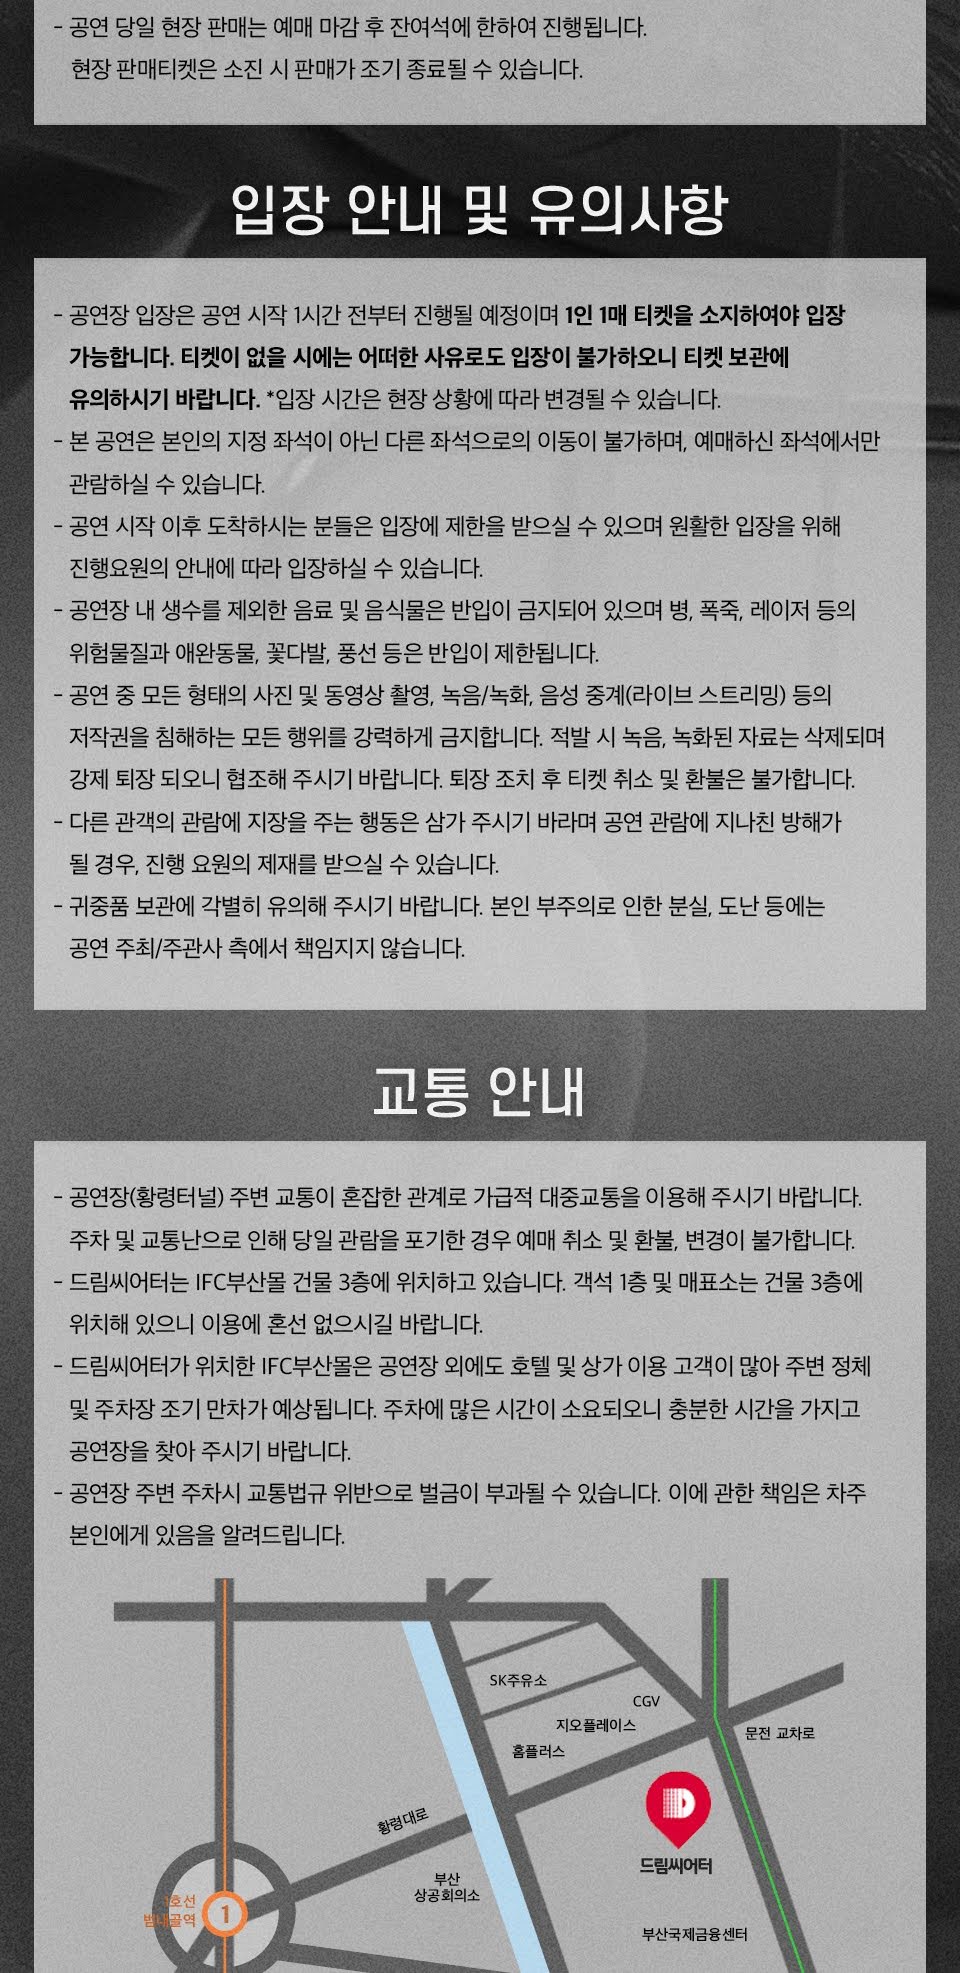 - 공연 당일 현장 판매는 예매 마감 후 잔여석에 한하여 진행됩니다.
현장 판매티켓은 소진 시 판매가 조기 종료될 수 있습니다.
입장 안내 및 유의사항
- 공연장 입장은 공연 시작 1시간 전부터 진행될 예정이며 1인 1매 티켓을 소지하여야 입장
가능합니다. 티켓이 없을 시에는 어떠한 사유로도 입장이 불가하오니 티켓 보관에
유의하시기 바랍니다. *입장 시간은 현장 상황에 따라 변경될 수 있습니다.
- 본 공연은 본인의 지정 좌석이 아닌 다른 좌석으로의 이동이 불가하며, 예매하신 좌석에서만
관람하실 수 있습니다.
- 공연 시작 이후 도착하시는 분들은 입장에 제한을 받으실 수 있으며 원활한 입장을 위해
진행요원의 안내에 따라 입장하실 수 있습니다.
- 공연장 내 생수를 제외한 음료 및 음식물은 반입이 금지되어 있으며 병, 폭죽, 레이저 등의
위험물질과 애완동물, 꽃다발, 풍선 등은 반입이 제한됩니다.
- 공연 중 모든 형태의 사진 및 동영상 촬영, 녹음/녹화, 음성 중계(라이브 스트리밍) 등의
저작권을 침해하는 모든 행위를 강력하게 금지합니다. 적발 시 녹음, 녹화된 자료는 삭제되며
강제 퇴장 되오니 협조해 주시기 바랍니다. 퇴장 조치 후 티켓 취소 및 환불은 불가합니다.
- 다른 관객의 관람에 지장을 주는 행동은 삼가 주시기 바라며 공연 관람에 지나친 방해가
될 경우, 진행 요원의 제재를 받으실 수 있습니다.
- 귀중품 보관에 각별히 유의해 주시기 바랍니다. 본인 부주의로 인한 분실, 도난 등에는
공연 주최/주관사 측에서 책임지지 않습니다.
교통 안내
- 공연장(황령터널) 주변 교통이 혼잡한 관계로 가급적 대중교통을 이용해 주시기 바랍니다.
주차 및 교통난으로 인해 당일 관람을 포기한 경우 예매 취소 및 환불, 변경이 불가합니다.
- 드림씨어터는 IFC부산몰 건물 3층에 위치하고 있습니다. 객석 1층 및 매표소는 건물 3층에
위치해 있으니 이용에 혼선 없으시길 바랍니다.
- 드림씨어터가 위치한 IFC부산몰은 공연장 외에도 호텔 및 상가 이용 고객이 많아 주변 정체
및 주차장 조기 만차가 예상됩니다. 주차에 많은 시간이 소요되오니 충분한 시간을 가지고
공연장을 찾아 주시기 바랍니다.
- 공연장 주변 주차시 교통법규 위반으로 벌금이 부과될 수 있습니다. 이에 관한 책임은 차주
본인에게 있음을 알려드립니다.
SK주유소
CGV
지오플레이스
문전 교차로
홈플러스
황령대로
드림씨어터
부산
상공회의소
1호선
범내골역
1
부산국제금융센터